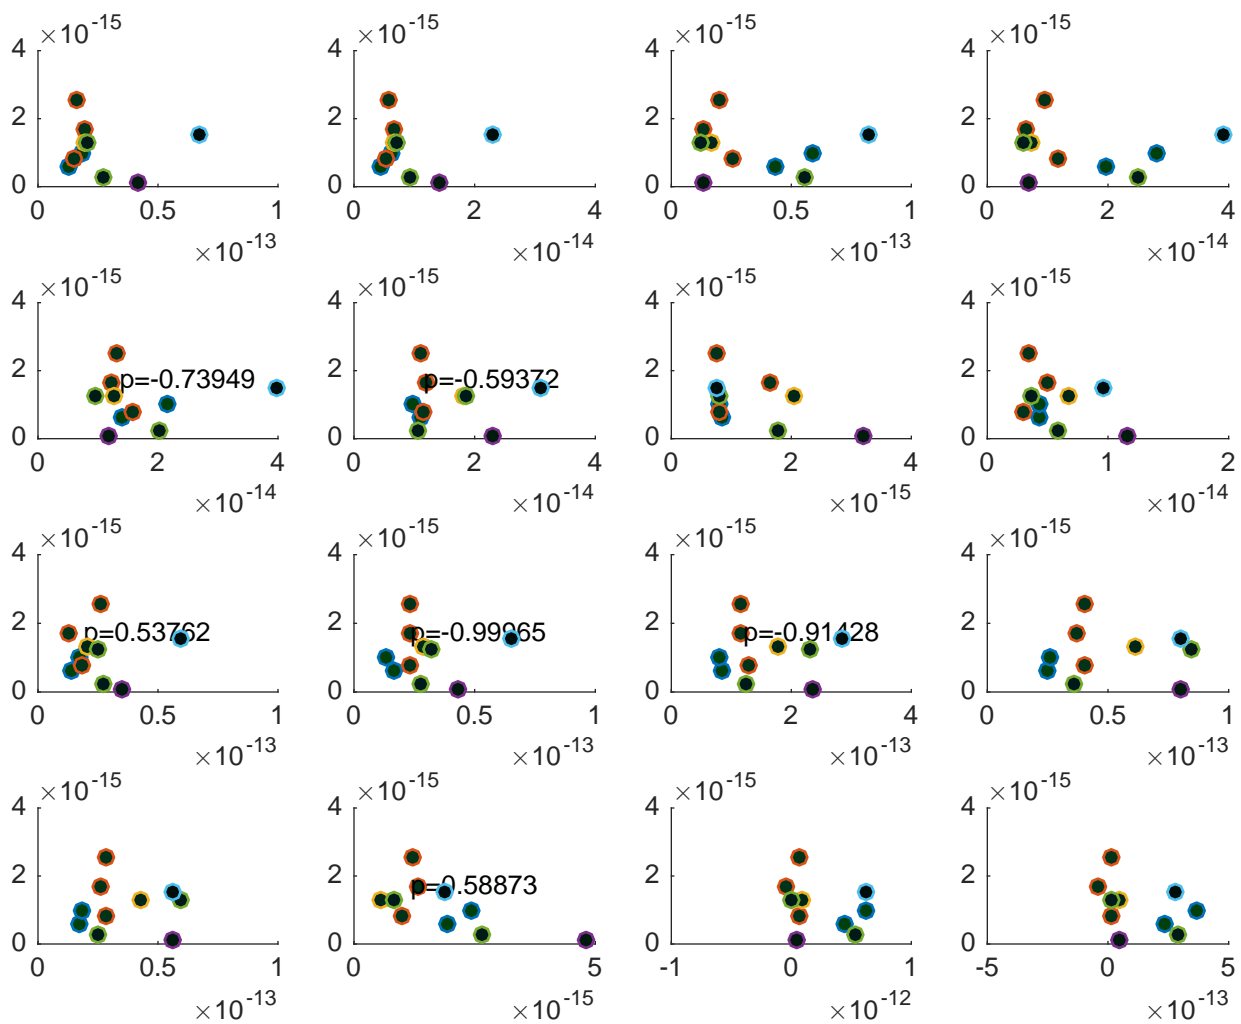 ×10-15 ×10-15 ×10-15 ×10-15
4 4 4 4
2 2 2 2
0 0 0 0
0 0.5 1 0 2 4 0 0.5 1 0 2 4
×10-13 ×10-14 ×10-13 ×10-14
×10-15 ×10-15 ×10-15 ×10-15
4 4 4 4
2 p=-0.73949 2 p=-0.59372 2 2
0 0 0 0
0 2 4 0 2 4 0 2 4 0 1 2
×10-14 ×10-14 ×10-15 ×10-14
×10-15 ×10-15 ×10-15 ×10-15
4 4 4 4
2 p=0.53762 2 p=-0.99965 2 p=-0.91428 2
0 0 0 0
0 0.5 1 0 0.5 1 0 2 4 0 0.5 1
×10-13 ×10-13 ×10-13 ×10-13
×10-15 ×10-15 ×10-15 ×10-15
4 4 4 4
2 2 p=0.58873 2 2
0 0 0 0
0 0.5 1 0 5 -1 0 1 -5 0 5
×10-13 ×10-15 ×10-12 ×10-13